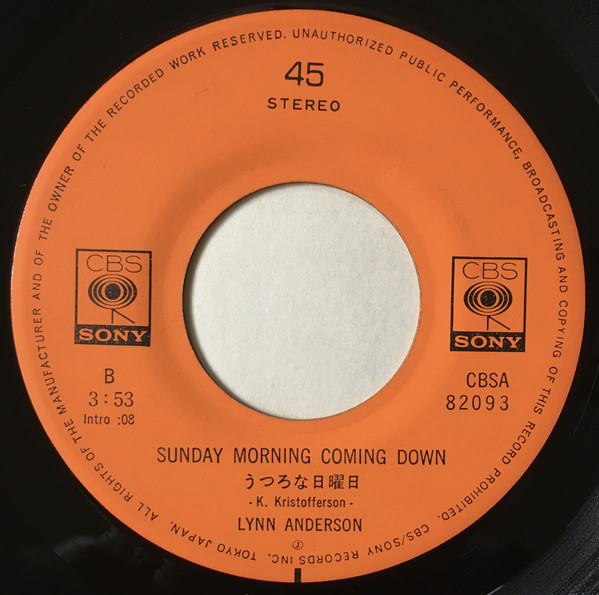 ALL RIGHTS OF THE MANUFACTURER AND OF THE OWNER OF THE RECORDED WORK RESERVED. UNAUTHORIZED PUBLIC PERFORMANCE, BROADCASTING AND COPYING OF THIS RECORD PROHIBITED. CBS/SONY RECORDS INC. TOKYO JAPAN.
45
STEREO
CBS
SONY
CBS
SONY
B
3:53
Intro :08
CBSA
82093
SUNDAY MORNING COMING DOWN
うつろな日曜日
- K. Kristofferson -
LYNN ANDERSON
Ⓙ